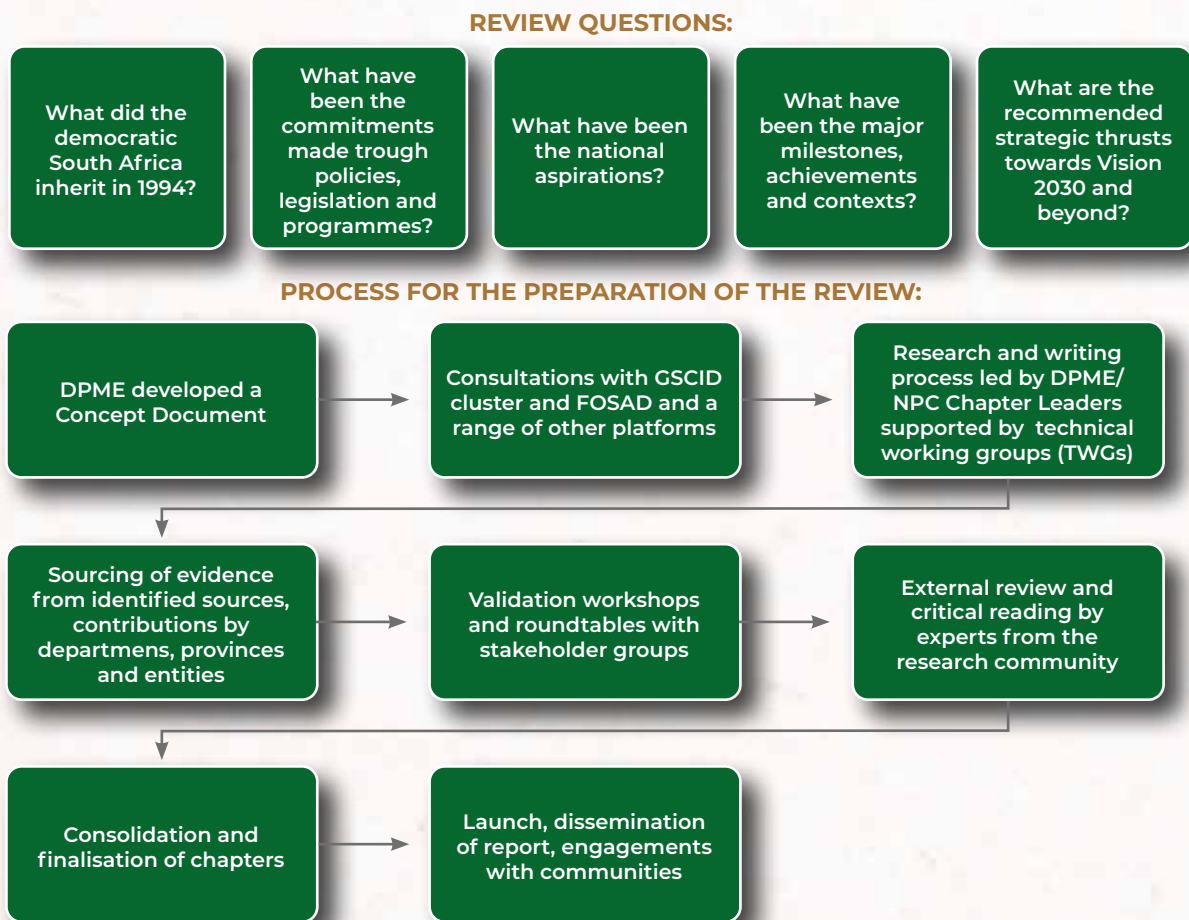 REVIEW QUESTIONS:
What did the
democratic
South Africa
inherit in 1994?
What have
been the
commitments
made trough
policies,
legislation and
programmes?
What have been
the national
aspirations?
What have
been the major
milestones,
achievements
and contexts?
What are the
recommended
strategic thrusts
towards Vision
2030 and
beyond?
PROCESS FOR THE PREPARATION OF THE REVIEW:
DPME developed a
Concept Document
Consultations with GSCID
cluster and FOSAD and a
range of other platforms
Research and writing
process led by DPME/
NPC Chapter Leaders
supported by technical
working groups (TWGs)
Sourcing of evidence
from identified sources,
contributions by
departmens, provinces
and entities
Validation workshops
and roundtables with
stakeholder groups
External review and
critical reading by
experts from the
research community
Consolidation and
finalisation of chapters
Launch, dissemination
of report, engagements
with communities